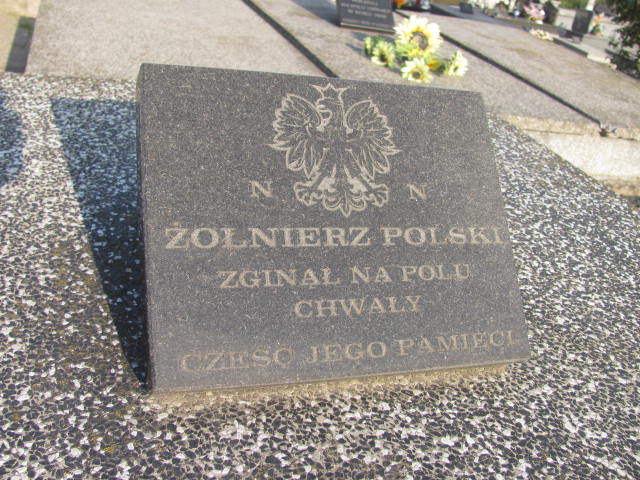 N N
ŻOŁNIERZ POLSKI
ZGINĄŁ NA POLU
CHWAŁY
CZEŚĆ JEGO PAMIĘCI